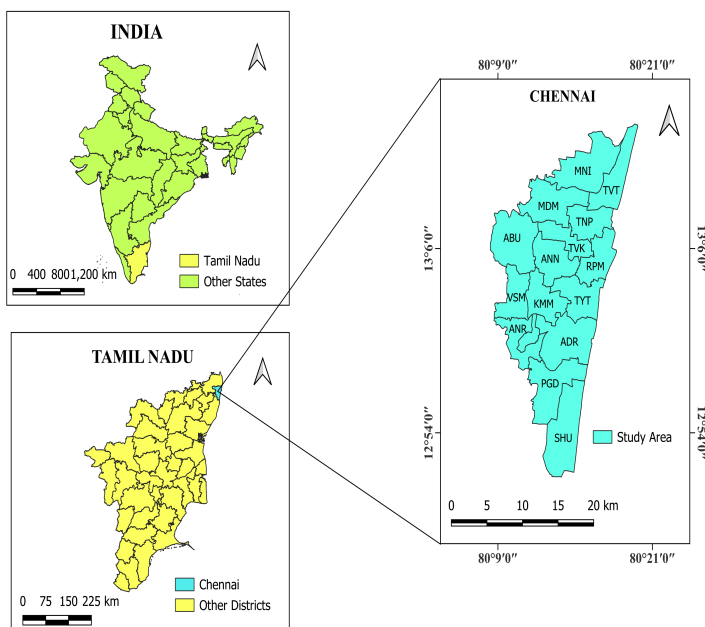 INDIA
Tamil Nadu
Other States
0 400 8001,200 km
TAMIL NADU
Chennai
Other Districts
0 75 150 225 km
80°9′0″ 80°21′0″
CHENNAI
MNI
TVT
MDM
TNP
ABU
TVK
ANN
RPM
VSM
KMM
TYT
ANR
ADR
PGD
SHU
Study Area
13°6′0″
13°6′0″
12°54′0″
12°54′0″
0 5 10 15 20 km
80°9′0″ 80°21′0″